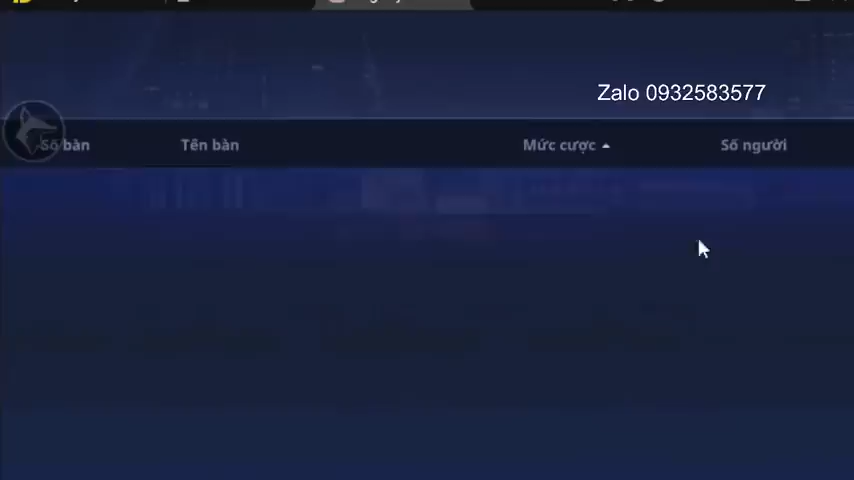 Zalo 0932583577
Số bàn Tên bàn Mức cược Số người